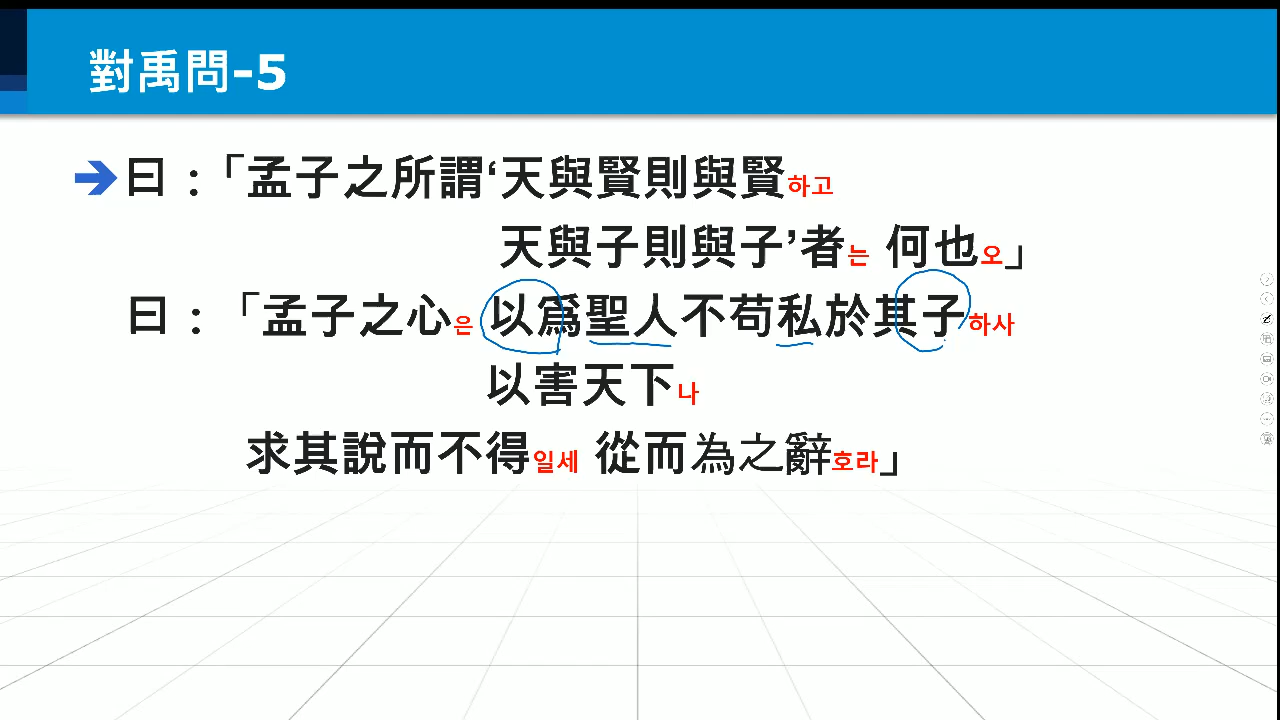 對禹問-5
曰：「孟子之所謂‘天與賢則與賢하고
天與子則與子’者는 何也오」
曰：「孟子之心은 以爲聖人不苟私於其子하사
以害天下나
求其說而不得일세 從而為之辭호라」